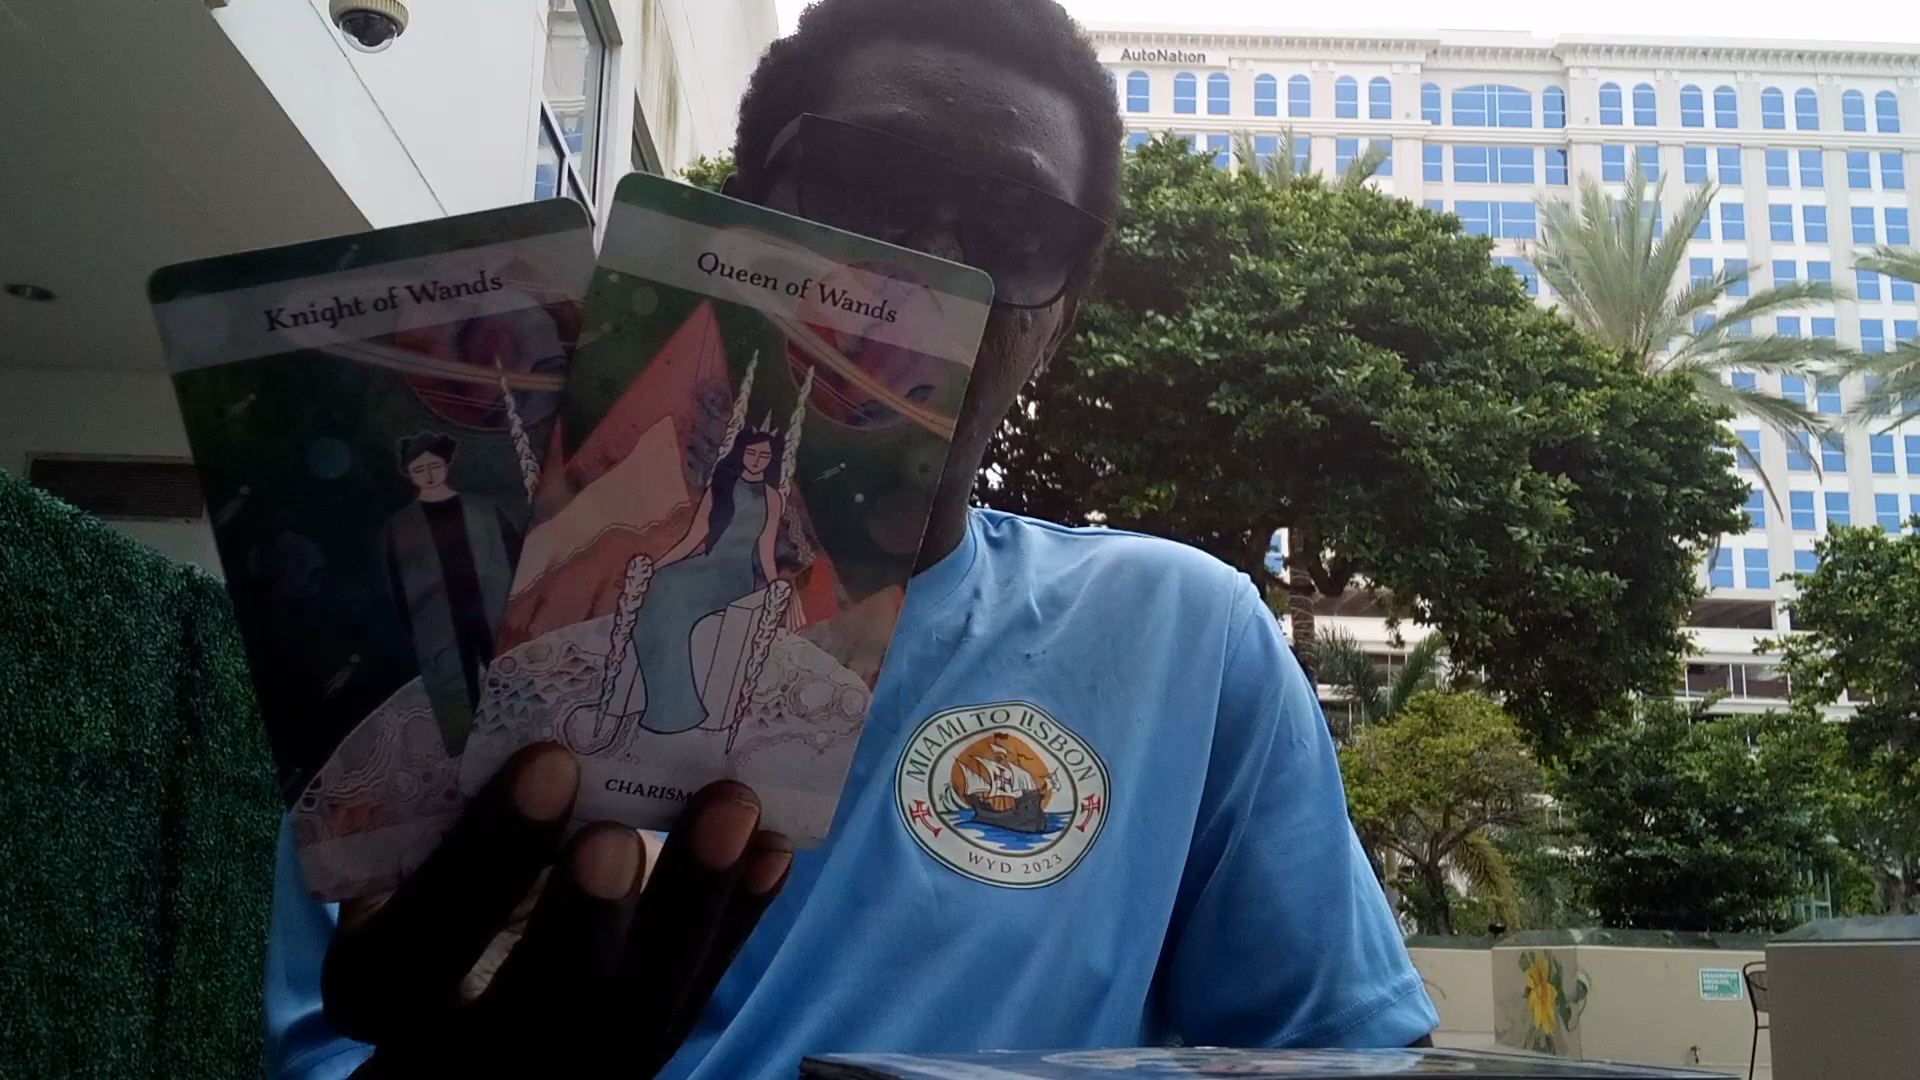 AutoNation
Knight of Wands
Queen of Wands
MIAMI TO LISBON
WYD 2023